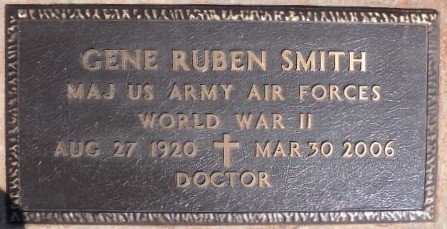 GENE RUBEN SMITH
MAJ US ARMY AIR FORCES
WORLD WAR II
AUG 27 1920 ✝ MAR 30 2006
DOCTOR